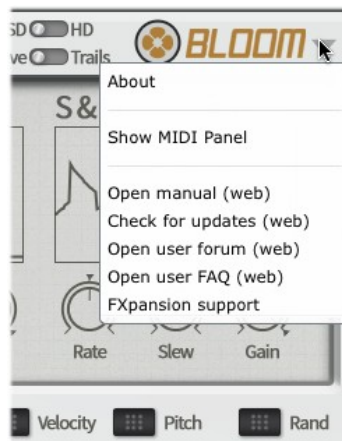 SD HD
ve Trails
BLOOM
About
S&
Show MIDI Panel
Open manual (web)
Check for updates (web)
Open user forum (web)
Open user FAQ (web)
FXpansion support
Rate Slew Gain
Velocity Pitch Rand